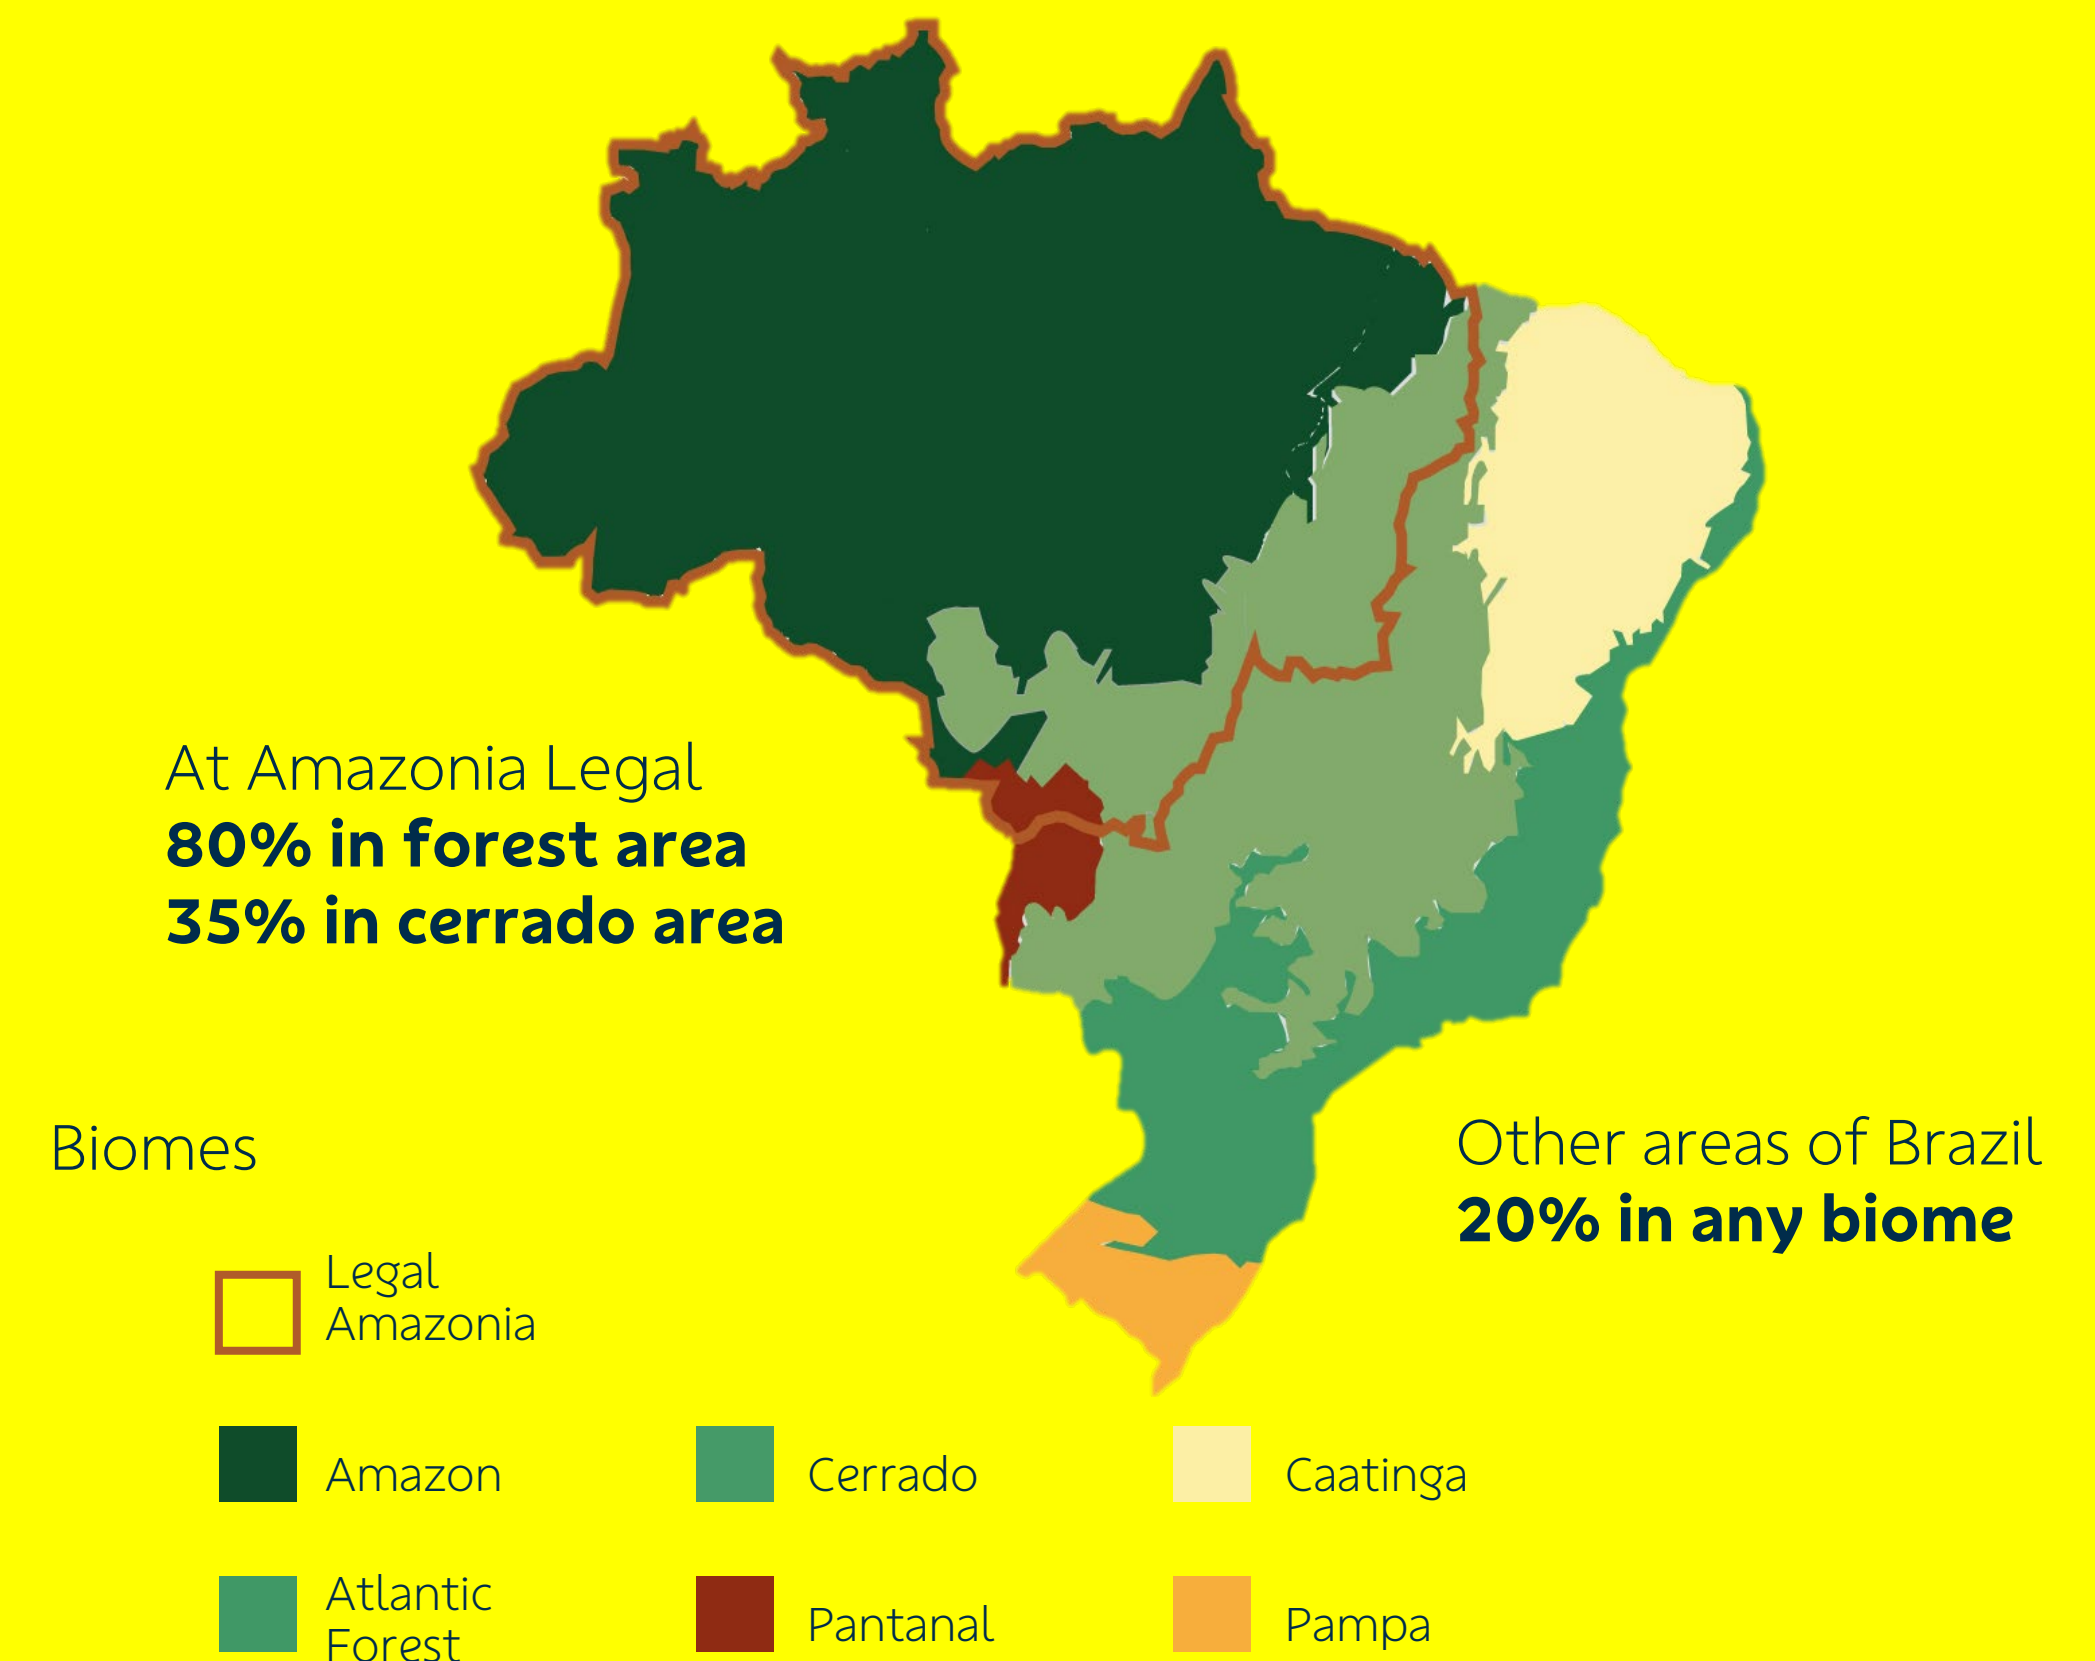 At Amazonia Legal
80% in forest area
35% in cerrado area
Other areas of Brazil
20% in any biome
Biomes
Legal
Amazonia
Amazon
Cerrado
Caatinga
Atlantic
Forest
Pantanal
Pampa